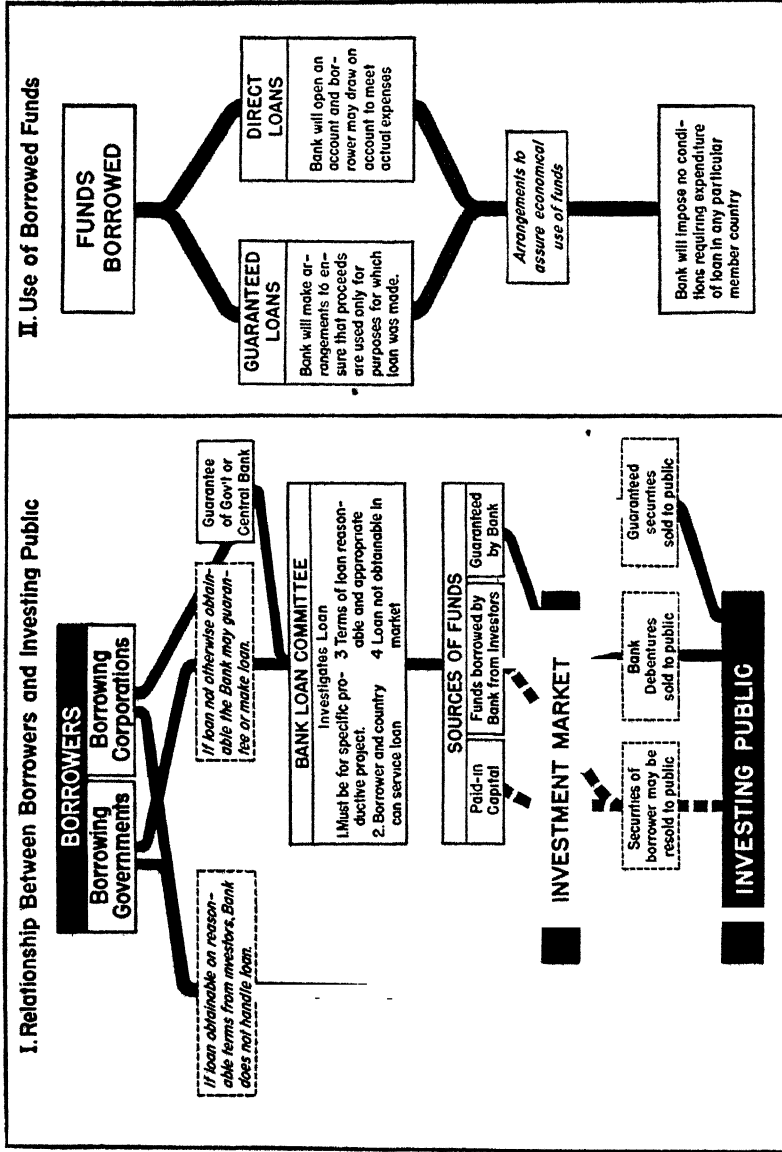 I. Relationship Between Borrowers and Investing Public
BORROWERS
Borrowing
Governments
Borrowing
Corporations
If loan obtainable on reason-
able terms from investors, Bank
does not handle loan.
If loan not otherwise obtain-
able the Bank may guaran-
tee or make loan.
Guarantee
of Gov't or
Central Bank
BANK LOAN COMMITTEE
Investigates Loan
1. Must be for specific pro-
ductive project.
2. Borrower and country
can service loan
3 Terms of loan reason-
able and appropriate
4 Loan not obtainable in
market
SOURCES OF FUNDS
Paid-in
Capital
Funds borrowed by
Bank from Investors
Guaranteed
by Bank
INVESTMENT MARKET
Securities of
borrower may be
resold to public
Bank
Debentures
sold to public
Guaranteed
securities
sold to public
INVESTING PUBLIC
II. Use of Borrowed Funds
FUNDS
BORROWED
GUARANTEED
LOANS
Bank will make ar-
rangements to en-
sure that proceeds
are used only for
purposes for which
loan was made.
DIRECT
LOANS
Bank will open an
account and bor-
rower may draw on
account to meet
actual expenses
Arrangements to
assure economical
use of funds
Bank will impose no condi-
tions requiring expenditure
of loan in any particular
member country